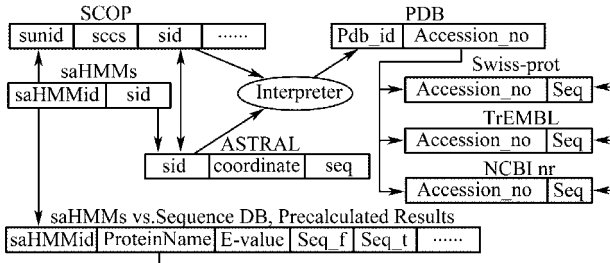 SCOP
sunid sccs sid ······
PDB
Pdb_id Accession_no
saHMMs
saHMMid sid
Interpreter
Swiss-prot
Accession_no Seq
TrEMBL
Accession_no Seq
ASTRAL
sid coordinate seq
NCBI nr
Accession_no Seq
saHMMs vs.Sequence DB, Precalculated Results
saHMMid ProteinName E-value Seq_f Seq_t ······